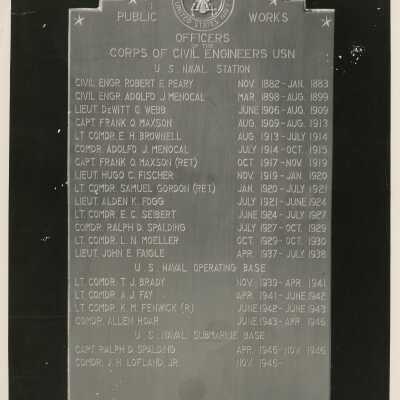 PUBLIC WORKS
UNITED STATES NAVY
OFFICERS
OF THE
CORPS OF CIVIL ENGINEERS USN
U.S. NAVAL STATION
CIVIL ENGR. ROBERT E. PEARY NOV. 1882-JAN. 1883
CIVIL ENGR. ADOLFO J. MENOCAL MAR. 1898-AUG. 1899
LIEUT. DEWITT C. WEBB JUNE 1906-AUG. 1909
CAPT. FRANK O. MAXSON AUG. 1909-AUG. 1913
LT. COMDR. E. H. BROWNELL AUG. 1913-JULY 1914
COMDR. ADOLFO J. MENOCAL JULY 1914-OCT. 1915
CAPT. FRANK O. MAXSON (RET) OCT. 1917-NOV. 1919
LIEUT. HUGO C. FISCHER NOV. 1919-JAN. 1920
LT. COMDR. SAMUEL GORDON (RET) JAN. 1920-JULY 1921
LIEUT. ALDEN K. FOGG JULY 1921-JUNE 1924
LT. COMDR. E. C. SEIBERT JUNE 1924-JULY 1927
COMDR. RALPH D. SPALDING JULY 1927-OCT. 1929
LT. COMDR. L. N. MOELLER OCT. 1929-OCT. 1930
LIEUT. JOHN E. FAIGLE APR. 1937-JULY 1938
U.S. NAVAL OPERATING BASE
LT. COMDR. T. J. BRADY NOV. 1939-APR. 1941
LT. COMDR. A. J. FAY APR. 1941-JUNE 1942
LT. COMDR. K. M. FENWICK (R) JUNE 1942-JUNE 1943
COMDR. ALLEN HOAR JUNE 1943-APR. 1946
U.S. NAVAL SUBMARINE BASE
CAPT. RALPH D. SPALDING APR. 1946-NOV. 1946
COMDR. J. H. LOFLAND, JR. NOV. 1946-